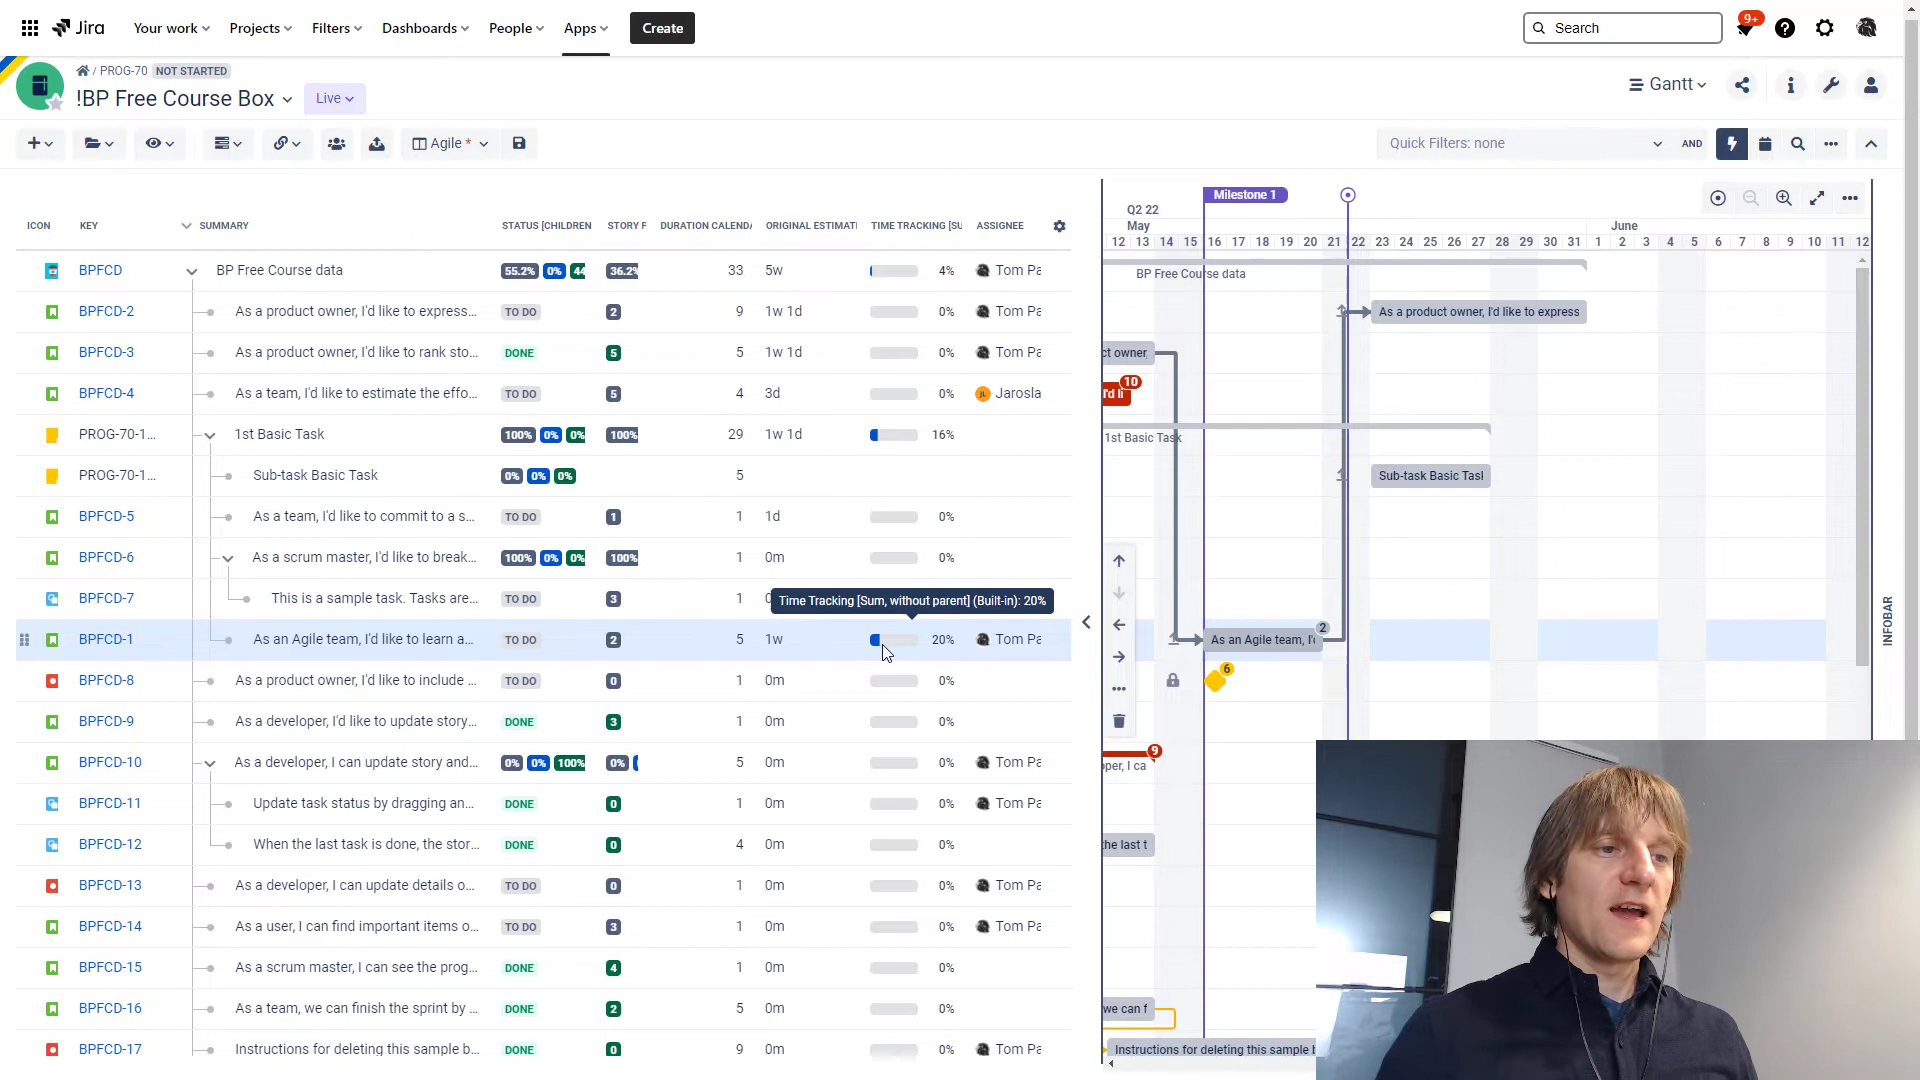 Jira Your work Projects Filters Dashboards People Apps Create Search 9+
/ PROG-70 NOT STARTED
!BP Free Course Box Live Gantt
Agile * Quick Filters: none AND
ICON KEY SUMMARY STATUS [CHILDREN STORY DURATION CALENDA ORIGINAL ESTIMAT TIME TRACKING [SU ASSIGNEE
Milestone 1
Q2 22
May June
12 13 14 15 16 17 18 19 20 21 22 23 24 25 26 27 28 29 30 31 1 2 3 4 5 6 7 8 9 10 11 12
BPFCD BP Free Course data 55.2% 0% 44 36.2% 33 5w 4% Tom Pa BP Free Course data
BPFCD-2 As a product owner, I'd like to express... TO DO 2 9 1w 1d 0% Tom Pa As a product owner, I'd like to express
BPFCD-3 As a product owner, I'd like to rank sto... DONE 5 5 1w 1d 0% Tom Pa ct owner,
BPFCD-4 As a team, I'd like to estimate the effo... TO DO 5 4 3d 0% Jarosla I'd li 10
PROG-70-1... 1st Basic Task 100% 0% 0% 100% 29 1w 1d 16% 1st Basic Task
PROG-70-1... Sub-task Basic Task 0% 0% 0% 5 Sub-task Basic Tasl
BPFCD-5 As a team, I'd like to commit to a s... TO DO 1 1 1d 0%
BPFCD-6 As a scrum master, I'd like to break... 100% 0% 0% 100% 1 0m 0%
BPFCD-7 This is a sample task. Tasks are... TO DO 3 1
Time Tracking [Sum, without parent] (Built-in): 20%
BPFCD-1 As an Agile team, I'd like to learn a... TO DO 2 5 1w 20% Tom Pa As an Agile team, I'd 2
INFOBAR
BPFCD-8 As a product owner, I'd like to include ... TO DO 0 1 0m 0% 6
BPFCD-9 As a developer, I'd like to update story... DONE 3 1 0m 0%
BPFCD-10 As a developer, I can update story and... 0% 0% 100% 0% 5 0m 0% Tom Pa oper, I ca 9
BPFCD-11 Update task status by dragging an... DONE 0 1 0m 0% Tom Pa
BPFCD-12 When the last task is done, the stor... DONE 0 4 0m 0% the last t
BPFCD-13 As a developer, I can update details o... TO DO 0 1 0m 0% Tom Pa
BPFCD-14 As a user, I can find important items o... TO DO 3 1 0m 0% Tom Pa
BPFCD-15 As a scrum master, I can see the prog... DONE 4 1 0m 0%
BPFCD-16 As a team, we can finish the sprint by ... DONE 2 5 0m 0% we can f
BPFCD-17 Instructions for deleting this sample b... DONE 0 9 0m 0% Tom Pa Instructions for deleting this sample b